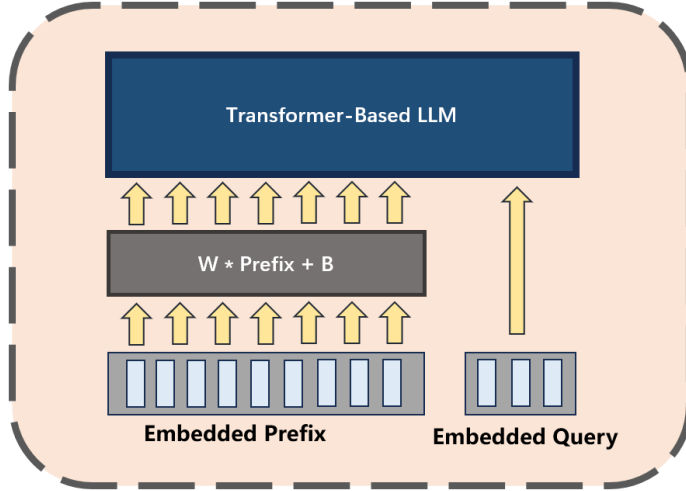 Transformer-Based LLM
W * Prefix + B
Embedded Prefix
Embedded Query